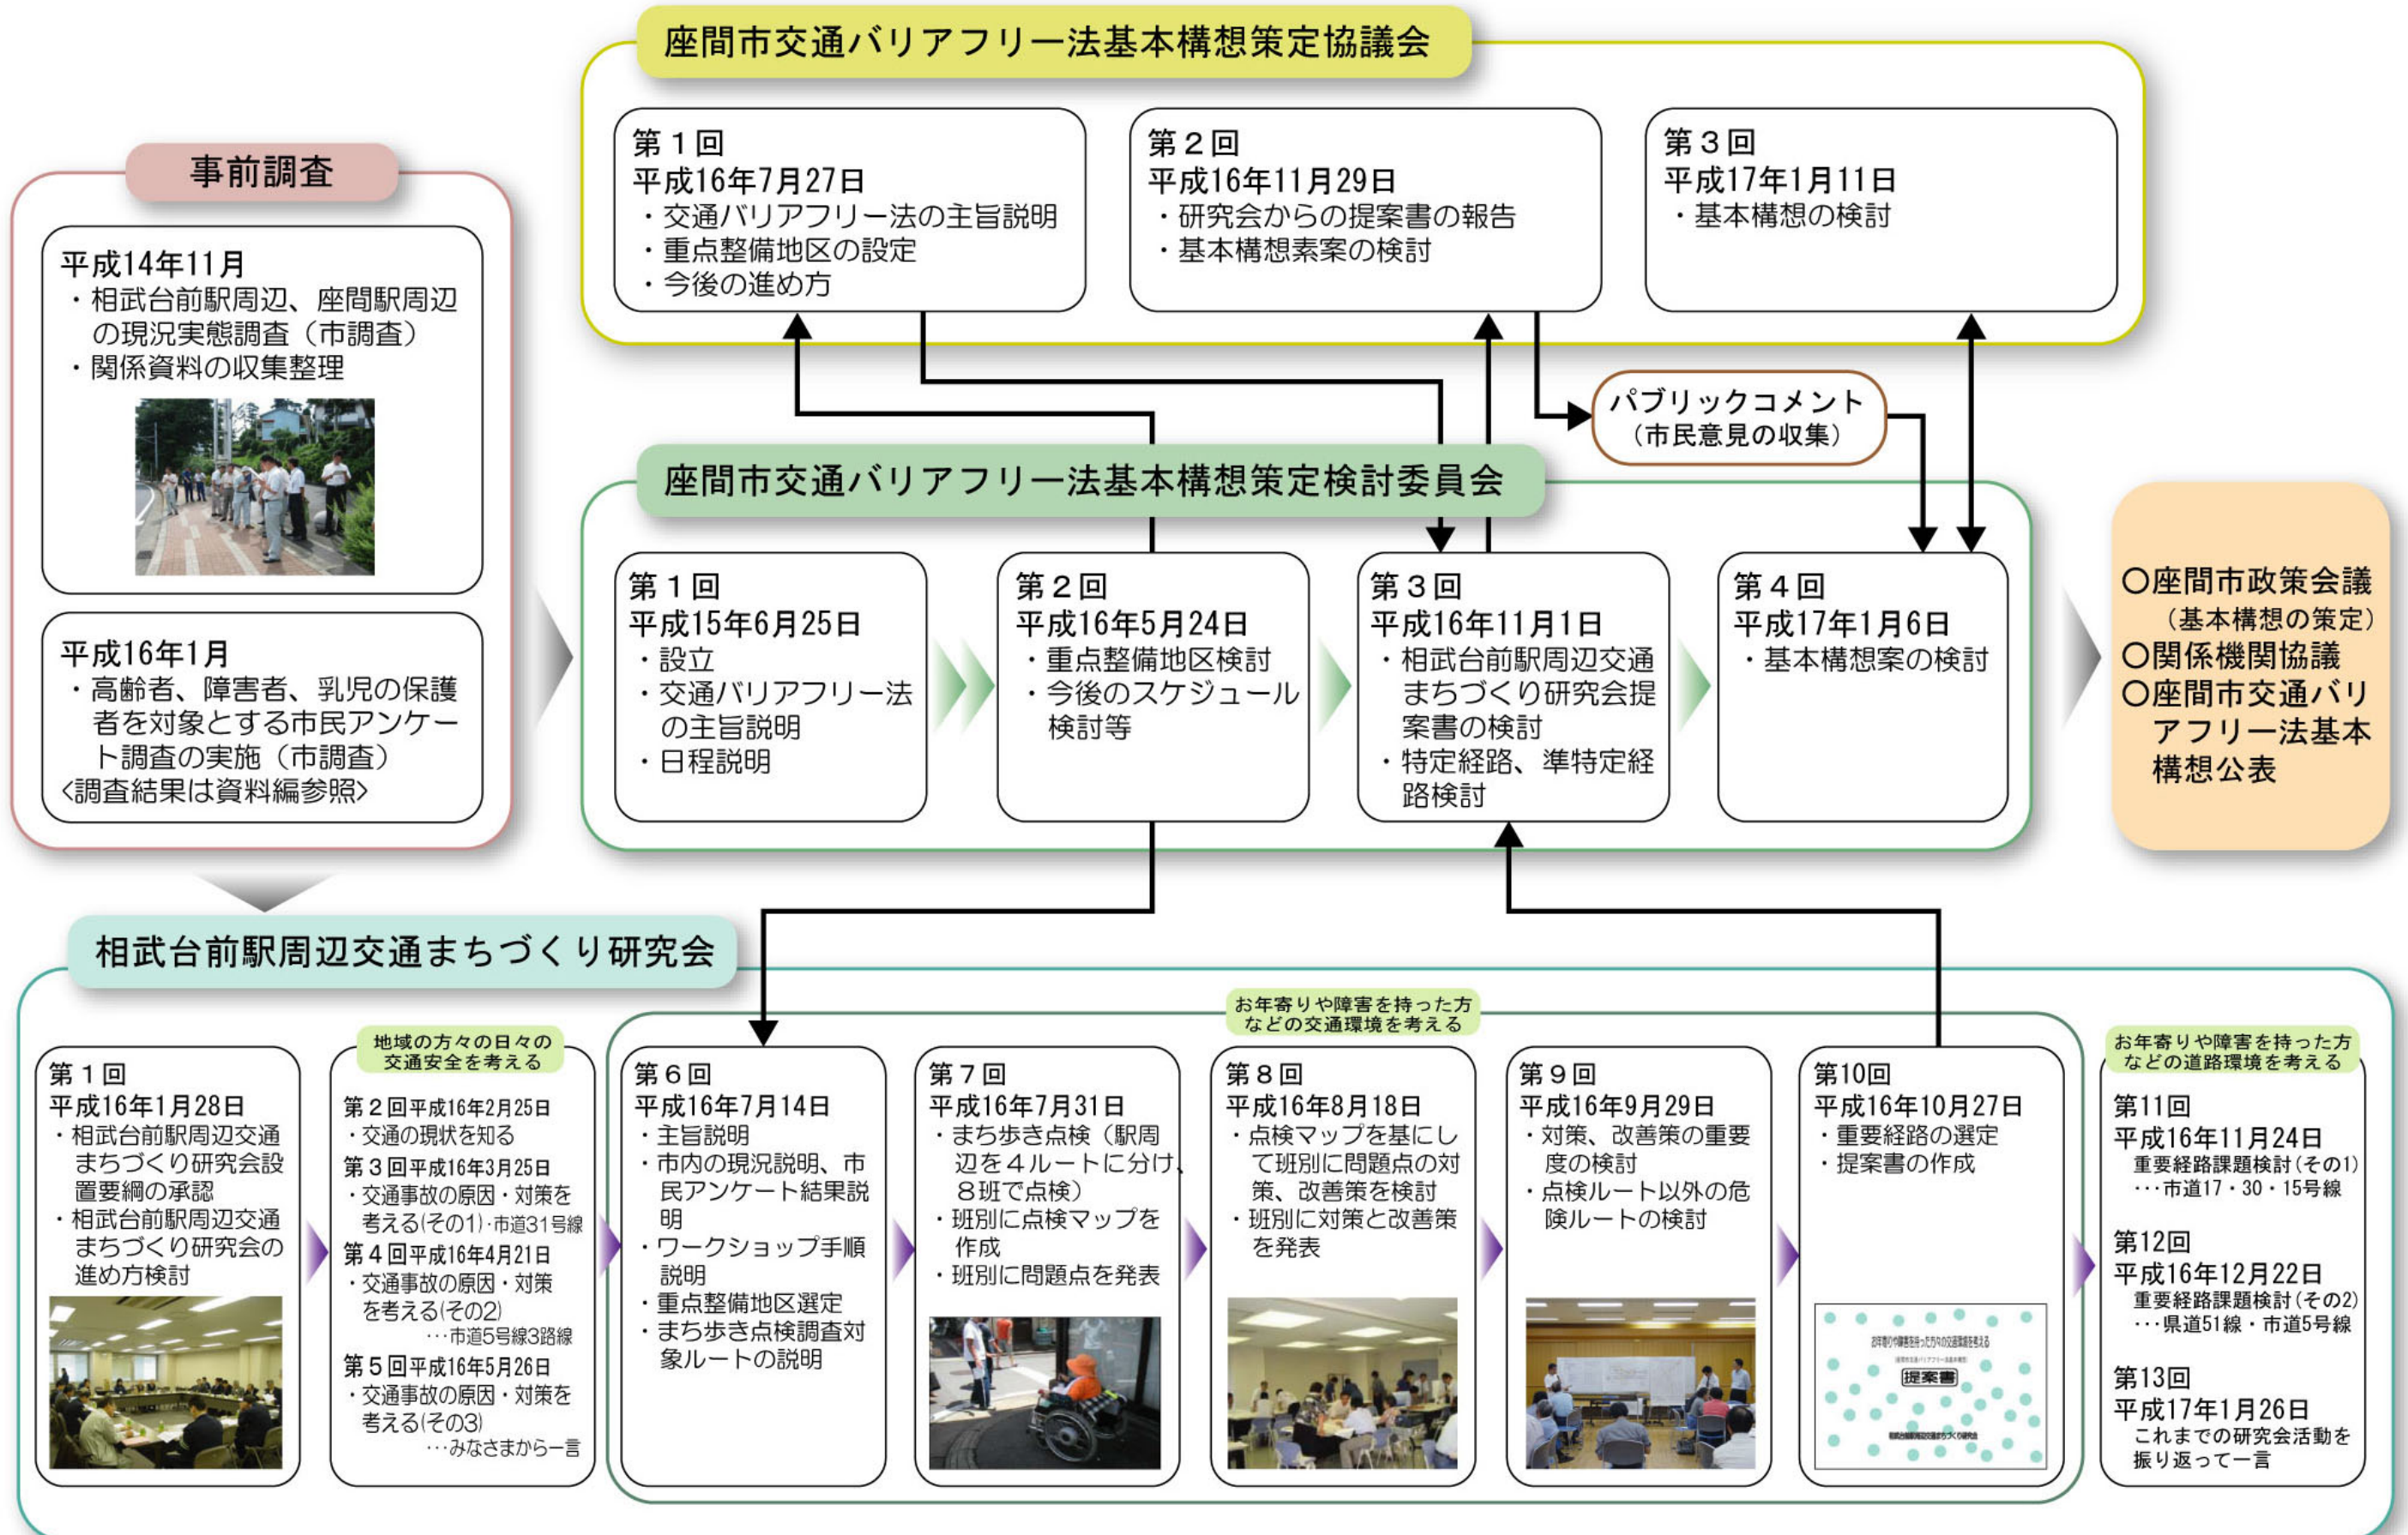 座間市交通バリアフリー法基本構想策定協議会
第1回
平成16年7月27日
・交通バリアフリー法の主旨説明
・重点整備地区の設定
・今後の進め方
第2回
平成16年11月29日
・研究会からの提案書の報告
・基本構想素案の検討
第3回
平成17年1月11日
・基本構想の検討
事前調査
平成14年11月
・相武台前駅周辺、座間駅周辺
の現況実態調査（市調査）
・関係資料の収集整理
平成16年1月
・高齢者、障害者、乳児の保護
者を対象とする市民アンケー
ト調査の実施（市調査）
<調査結果は資料編参照>
パブリックコメント
（市民意見の収集）
座間市交通バリアフリー法基本構想策定検討委員会
第1回
平成15年6月25日
・設立
・交通バリアフリー法
の主旨説明
・日程説明
第2回
平成16年5月24日
・重点整備地区検討
・今後のスケジュール
検討等
第3回
平成16年11月1日
・相武台前駅周辺交通
まちづくり研究会提
案書の検討
・特定経路、準特定経
路検討
第4回
平成17年1月6日
・基本構想案の検討
○座間市政策会議
（基本構想の策定）
○関係機関協議
○座間市交通バリ
アフリー法基本
構想公表
相武台前駅周辺交通まちづくり研究会
第1回
平成16年1月28日
・相武台前駅周辺交通
まちづくり研究会設
置要綱の承認
・相武台前駅周辺交通
まちづくり研究会の
進め方検討
地域の方々の日々の
交通安全を考える
第2回平成16年2月25日
・交通の現状を知る
第3回平成16年3月25日
・交通事故の原因・対策を
考える(その1)・市道31号線
第4回平成16年4月21日
・交通事故の原因・対策
を考える(その2)
…市道5号線3路線
第5回平成16年5月26日
・交通事故の原因・対策を
考える(その3)
…みなさまから一言
お年寄りや障害を持った方
などの交通環境を考える
第6回
平成16年7月14日
・主旨説明
・市内の現況説明、市
民アンケート結果説
明
・ワークショップ手順
説明
・重点整備地区選定
・まち歩き点検調査対
象ルートの説明
第7回
平成16年7月31日
・まち歩き点検（駅周
辺を4ルートに分け、
8班で点検）
・班別に点検マップを
作成
・班別に問題点を発表
第8回
平成16年8月18日
・点検マップを基にし
て班別に問題点の対
策、改善策を検討
・班別に対策と改善策
を発表
第9回
平成16年9月29日
・対策、改善策の重要
度の検討
・点検ルート以外の危
険ルートの検討
第10回
平成16年10月27日
・重要経路の選定
・提案書の作成
お年寄りや障害を持った方々の交通環境を考える
提案書
相武台前駅周辺交通まちづくり研究会
お年寄りや障害を持った方
などの道路環境を考える
第11回
平成16年11月24日
重要経路課題検討(その1)
…市道17・30・15号線
第12回
平成16年12月22日
重要経路課題検討(その2)
…県道51線・市道5号線
第13回
平成17年1月26日
これまでの研究会活動を
振り返って一言